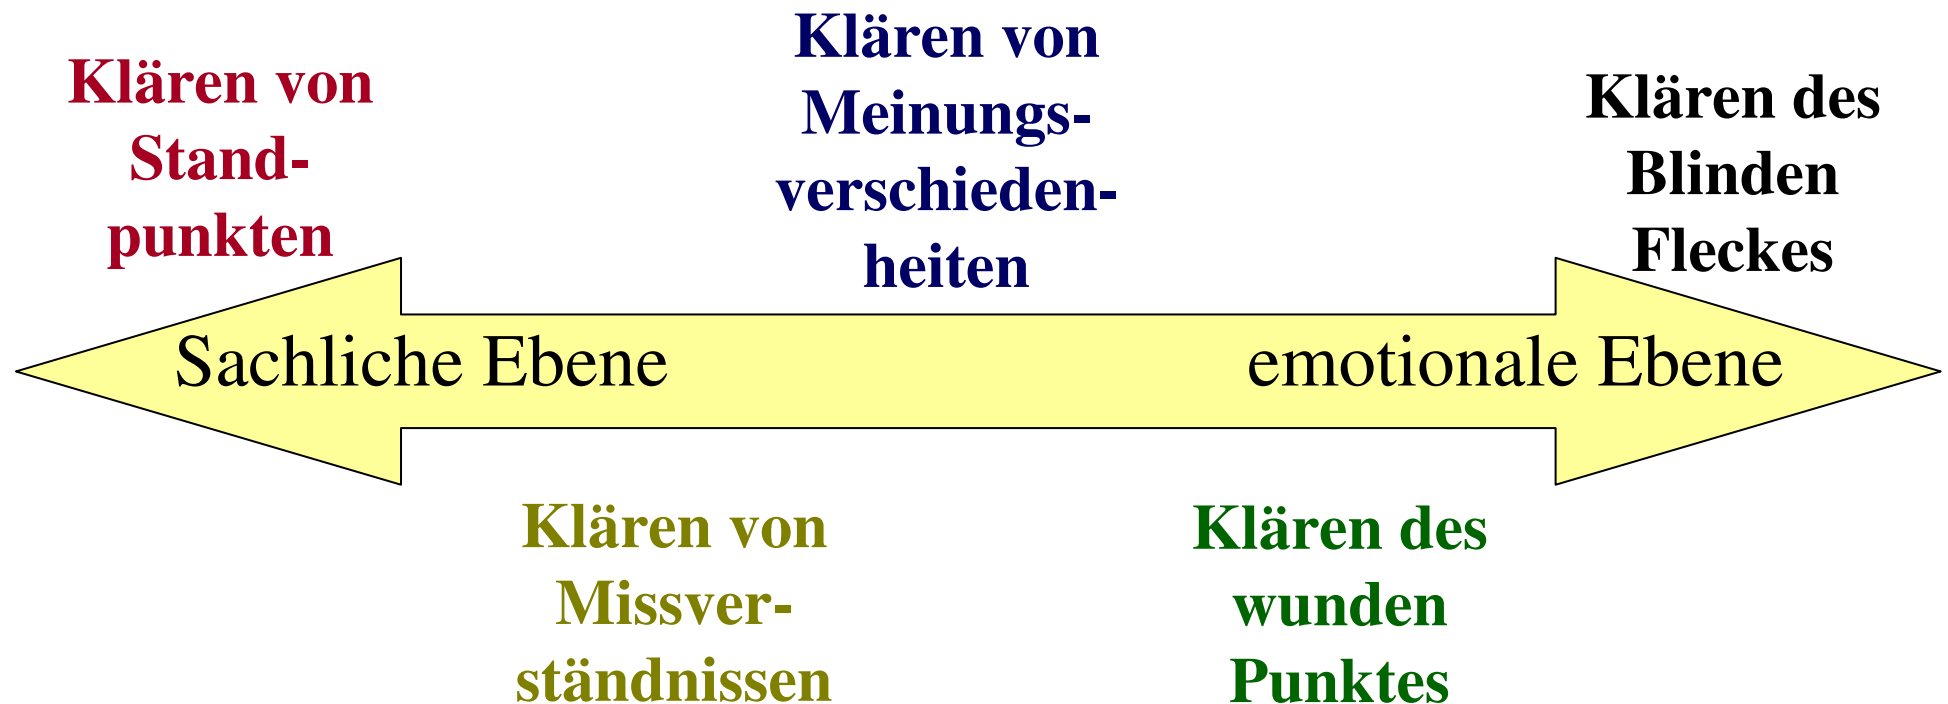 Klären von
Stand-
punkten
Klären von
Meinungs-
verschieden-
heiten
Klären des
Blinden
Fleckes
Sachliche Ebene
emotionale Ebene
Klären von
Missver-
ständnissen
Klären des
wunden
Punktes